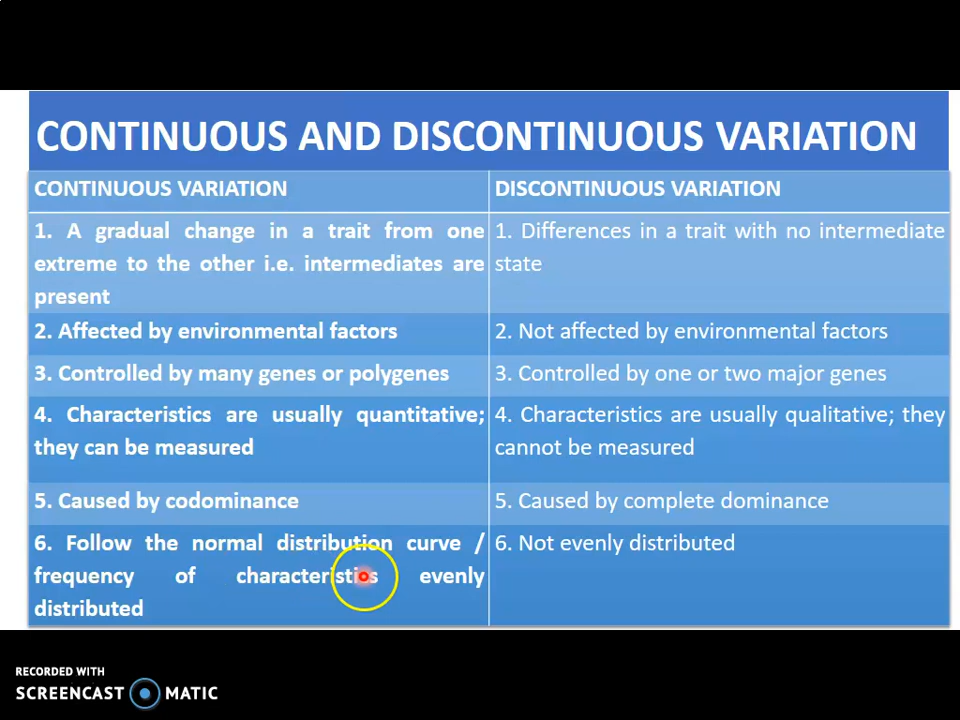 CONTINUOUS AND DISCONTINUOUS VARIATION
CONTINUOUS VARIATION
DISCONTINUOUS VARIATION
1. A gradual change in a trait from one
extreme to the other i.e. intermediates are
present
1. Differences in a trait with no intermediate
state
2. Affected by environmental factors
2. Not affected by environmental factors
3. Controlled by many genes or polygenes
3. Controlled by one or two major genes
4. Characteristics are usually quantitative;
they can be measured
4. Characteristics are usually qualitative; they
cannot be measured
5. Caused by codominance
5. Caused by complete dominance
6. Follow the normal distribution curve /
frequency of characteristics evenly
distributed
6. Not evenly distributed
RECORDED WITH
SCREENCAST MATIC